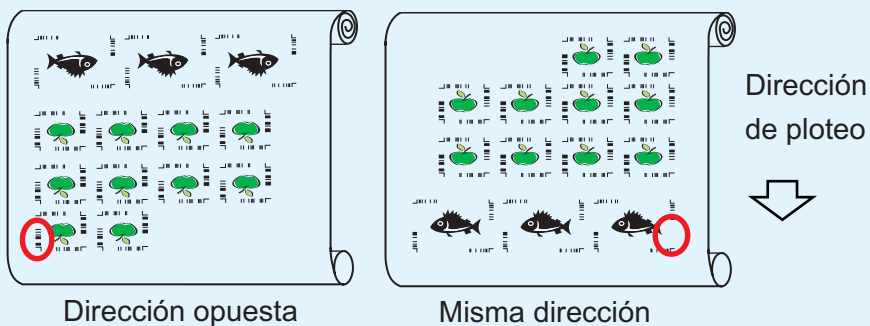 Dirección
de ploteo
Dirección opuesta
Misma dirección